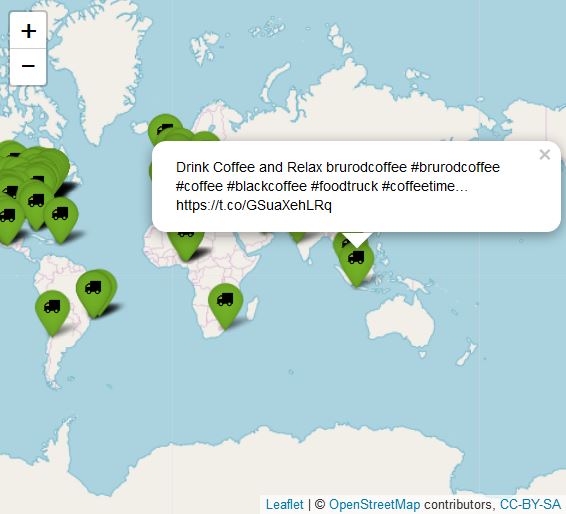 +
−
×
Drink Coffee and Relax brurodcoffee #brurodcoffee
#coffee #blackcoffee #foodtruck #coffeetime…
https://t.co/GSuaXehLRq
Leaflet | © OpenStreetMap contributors, CC-BY-SA